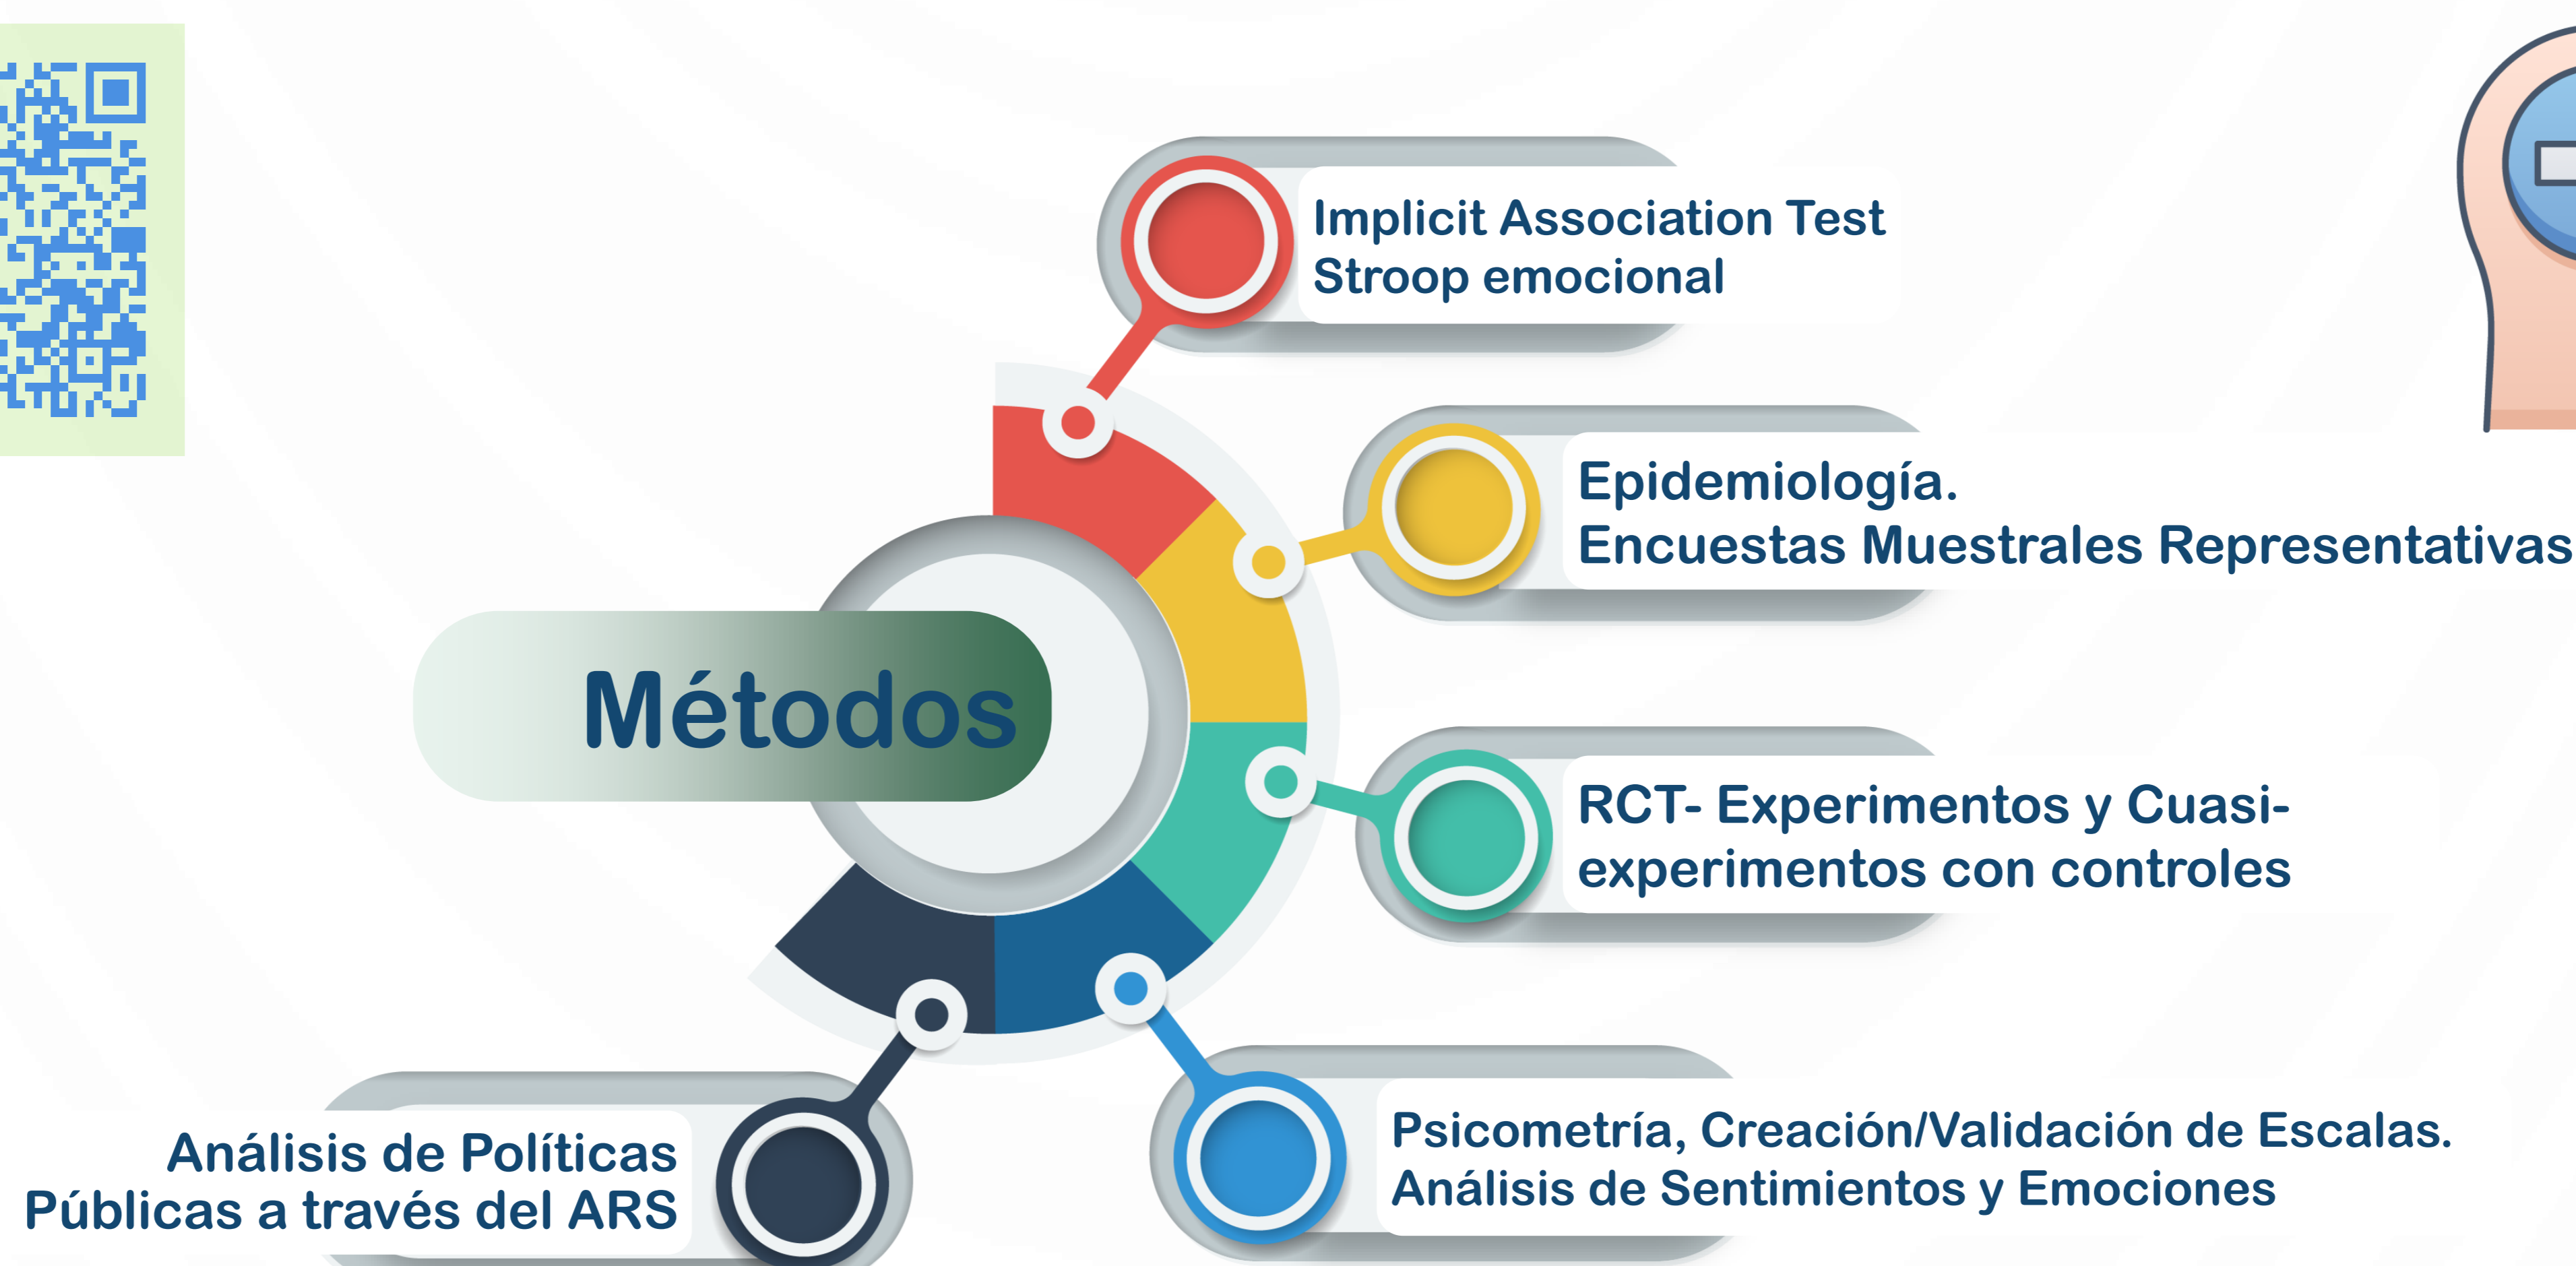 Implicit Association Test
Stroop emocional
Epidemiología.
Encuestas Muestrales Representativas
Métodos
RCT- Experimentos y Cuasi-
experimentos con controles
Psicometría, Creación/Validación de Escalas.
Análisis de Sentimientos y Emociones
Análisis de Políticas
Públicas a través del ARS